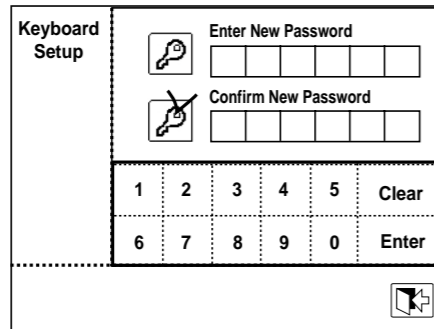 Keyboard
Setup
Enter New Password
Confirm New Password
1 2 3 4 5 Clear
6 7 8 9 0 Enter